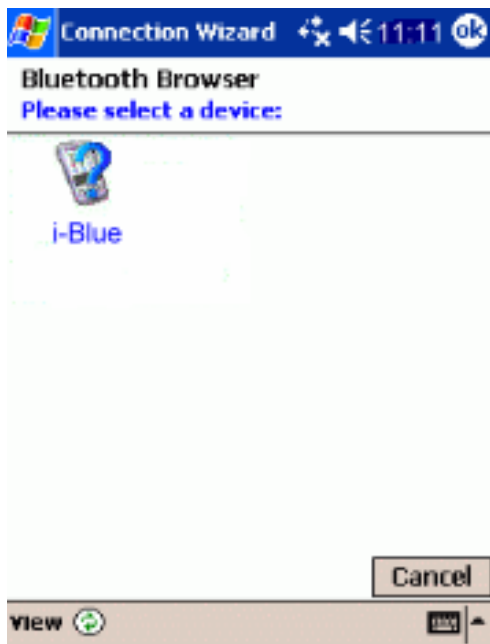 Connection Wizard 11:11 ok
Bluetooth Browser
Please select a device:
i-Blue
Cancel
View